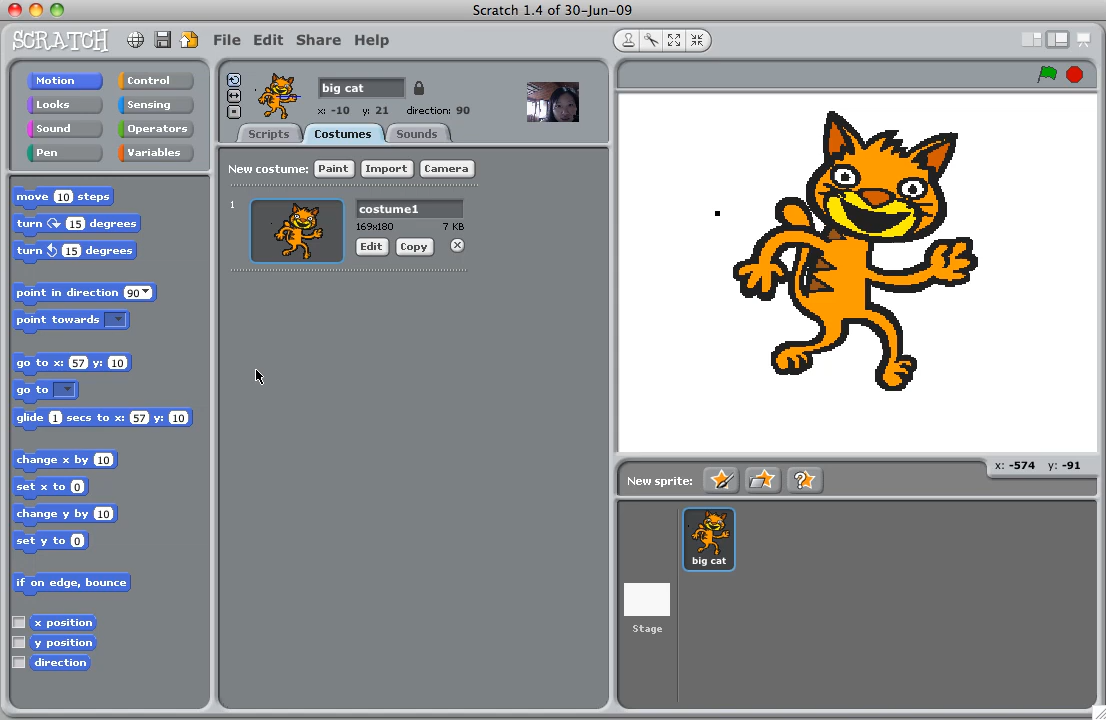 Scratch 1.4 of 30-Jun-09
SCRATCH File Edit Share Help
Motion Control
Looks Sensing
Sound Operators
Pen Variables
move 10 steps
turn 15 degrees
turn 15 degrees
point in direction 90
point towards
go to x: 57 y: 10
go to
glide 1 secs to x: 57 y: 10
change x by 10
set x to 0
change y by 10
set y to 0
if on edge, bounce
x position
y position
direction
big cat
x: -10 y: 21 direction: 90
Scripts Costumes Sounds
New costume: Paint Import Camera
1 costume1
169x180 7 KB
Edit Copy
x: -574 y: -91
New sprite:
big cat
Stage